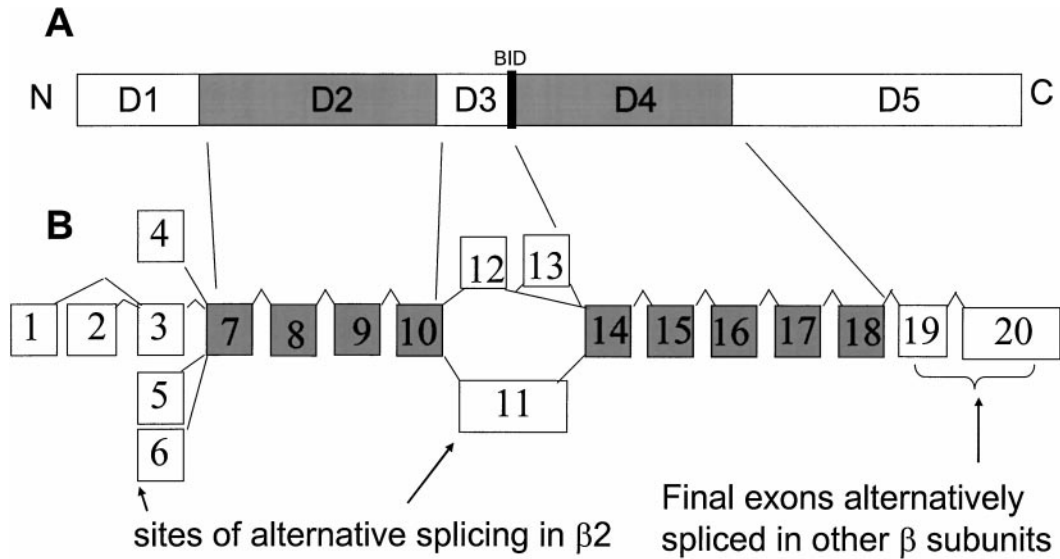 A
BID
N D1 D2 D3 D4 D5 C
B
4
12 13
1 2 3 7 8 9 10 14 15 16 17 18 19 20
5
11
6
sites of alternative splicing in β2
Final exons alternatively
spliced in other β subunits